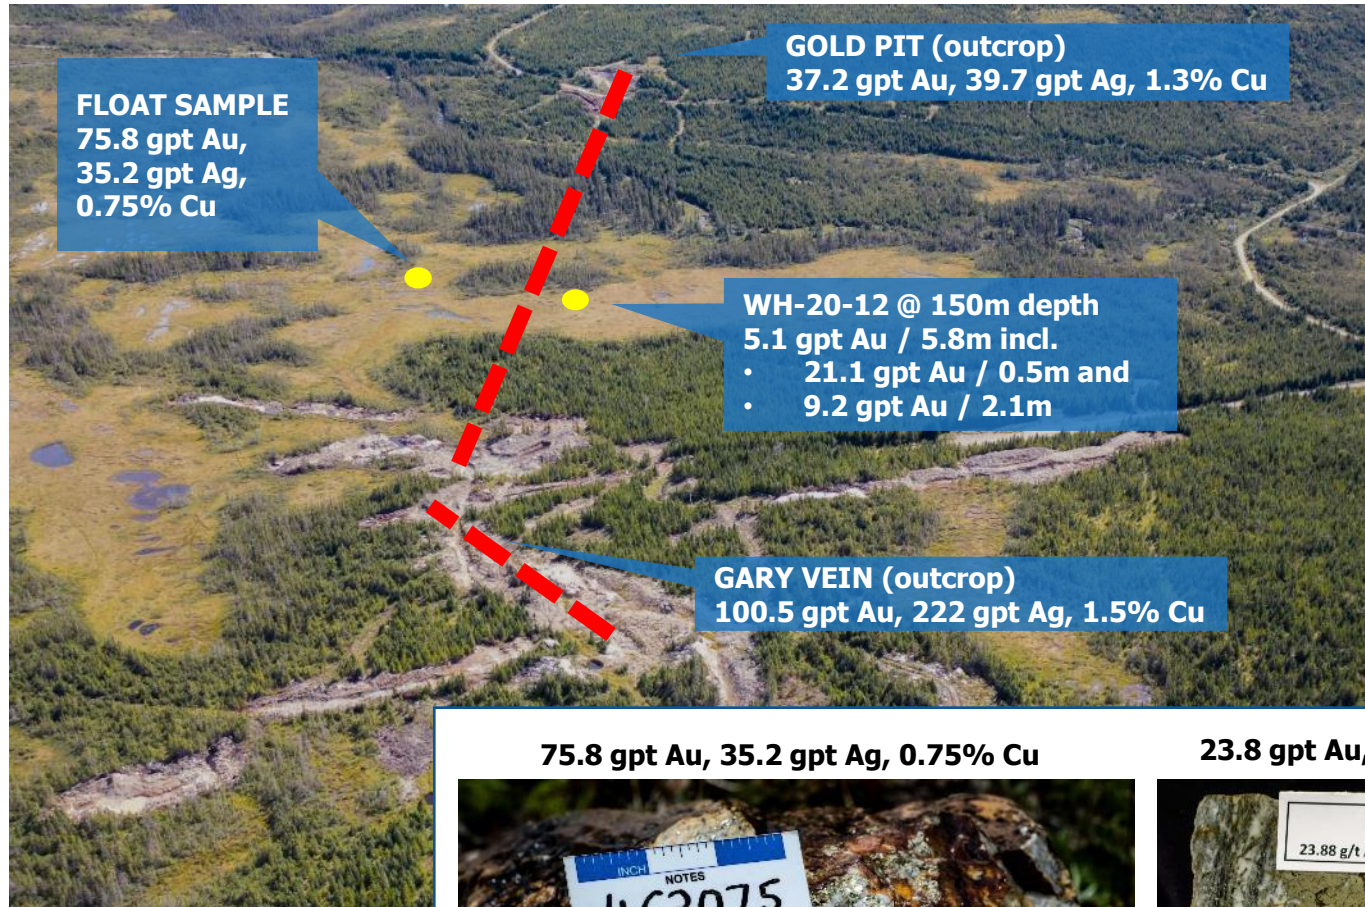 GOLD PIT (outcrop)
37.2 gpt Au, 39.7 gpt Ag, 1.3% Cu
FLOAT SAMPLE
75.8 gpt Au,
35.2 gpt Ag,
0.75% Cu
WH-20-12 @ 150m depth
5.1 gpt Au / 5.8m incl.
• 21.1 gpt Au / 0.5m and
• 9.2 gpt Au / 2.1m
GARY VEIN (outcrop)
100.5 gpt Au, 222 gpt Ag, 1.5% Cu
75.8 gpt Au, 35.2 gpt Ag, 0.75% Cu
23.8 gpt Au,
INCH
NOTES
23.88 g/t